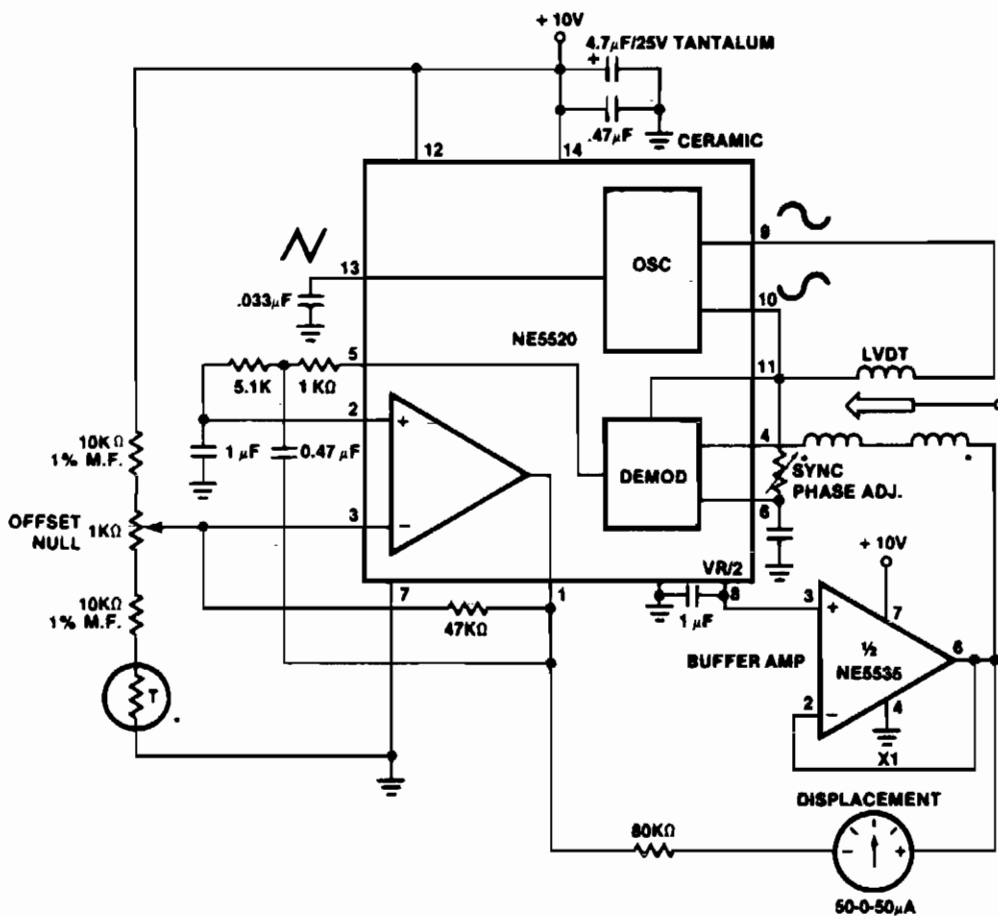 + 10V
4.7µF/25V TANTALUM
+
.47µF
CERAMIC
12
14
9
OSC
13
10
.033µF
NE5520
11
LVDT
5
5.1K
1 KΩ
2
+
4
10KΩ
1% M.F.
1 µF
0.47 µF
DEMOD
SYNC
PHASE ADJ.
OFFSET
NULL
1KΩ
3
−
6
+ 10V
VR/2
7
1
8
10KΩ
1% M.F.
47KΩ
1 µF
3
+
7
BUFFER AMP
½
NE5535
6
T
2
−
4
X1
DISPLACEMENT
80KΩ
−
+
50-0-50µA